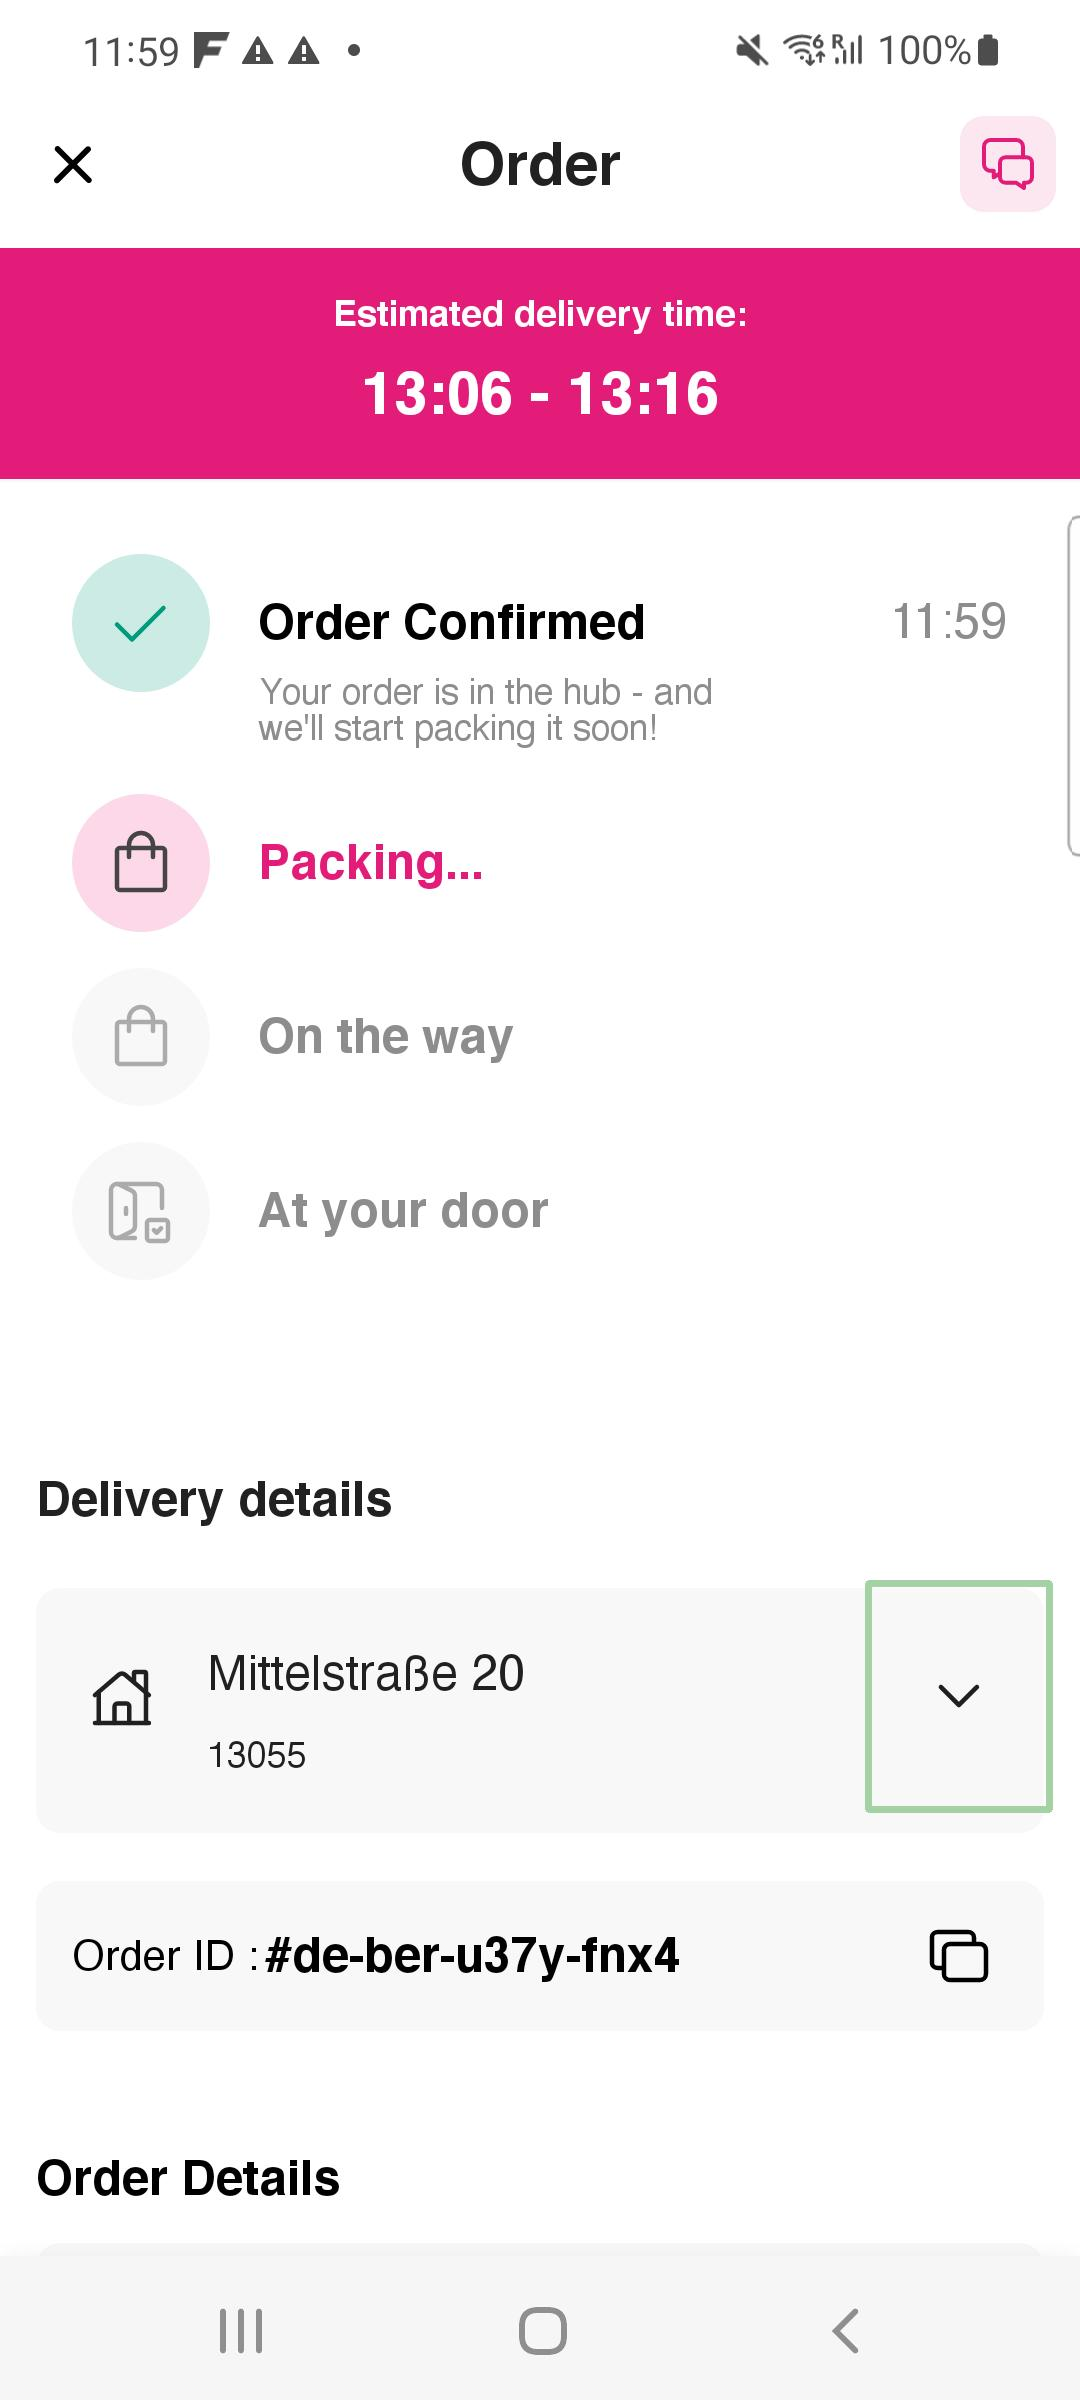 11:59
100%
Order
Estimated delivery time:
13:06 - 13:16
Order Confirmed
11:59
Your order is in the hub - and
we'll start packing it soon!
Packing...
On the way
At your door
Delivery details
Mittelstraße 20
13055
Order ID : #de-ber-u37y-fnx4
Order Details